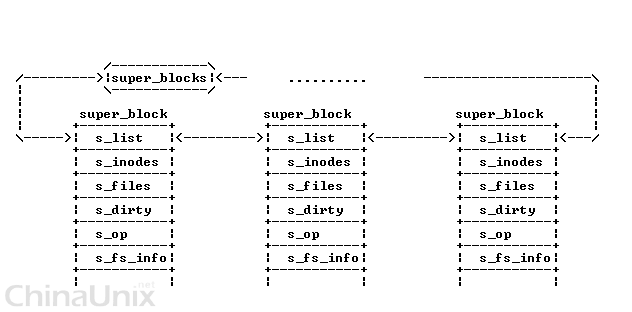 super_blocks ..........
super_block super_block super_block
s_list s_list s_list
s_inodes s_inodes s_inodes
s_files s_files s_files
s_dirty s_dirty s_dirty
s_op s_op s_op
s_fs_info s_fs_info s_fs_info
ChinaUnix.net